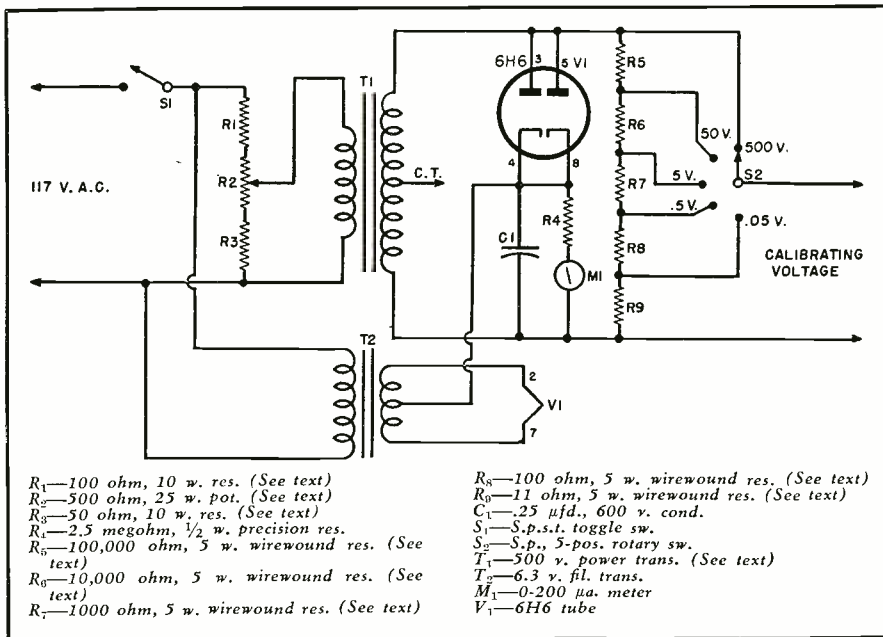 6H6 3 5 V1
T1
R5
S1
R1
50 V.
R6
4 8
500 V.
C.T.
117 V. A.C.
R2
5 V.
S2
R7
R4
.5 V.
C1
.05 V.
R3
R8
CALIBRATING
VOLTAGE
M1
R9
T2
2
V1
7
R₁—100 ohm, 10 w. res. (See text)
R₂—500 ohm, 25 w. pot. (See text)
R₃—50 ohm, 10 w. res. (See text)
R₄—2.5 megohm, ½ w. precision res.
R₅—100,000 ohm, 5 w. wirewound res. (See
text)
R₆—10,000 ohm, 5 w. wirewound res. (See
text)
R₇—1000 ohm, 5 w. wirewound res. (See text)
R₈—100 ohm, 5 w. wirewound res. (See text)
R₉—11 ohm, 5 w. wirewound res. (See text)
C₁—.25 µfd., 600 v. cond.
S₁—S.p.s.t. toggle sw.
S₂—S.p., 5-pos. rotary sw.
T₁—500 v. power trans. (See text)
T₂—6.3 v. fil. trans.
M₁—0-200 µa. meter
V₁—6H6 tube